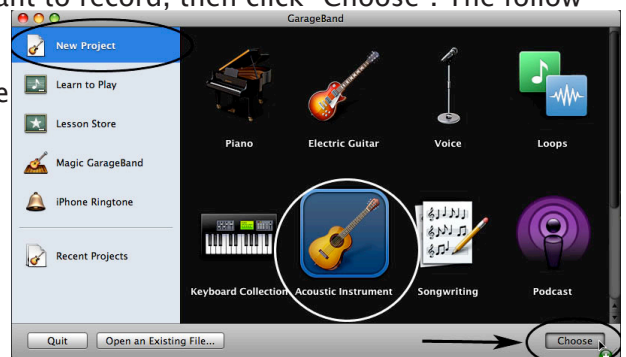 ant to record, then click "Choose". The follow
GarageBand
New Project
e
Learn to Play
Lesson Store
Magic GarageBand
iPhone Ringtone
Recent Projects
Piano
Electric Guitar
Voice
Loops
Keyboard Collection
Acoustic Instrument
Songwriting
Podcast
Quit
Open an Existing File...
Choose